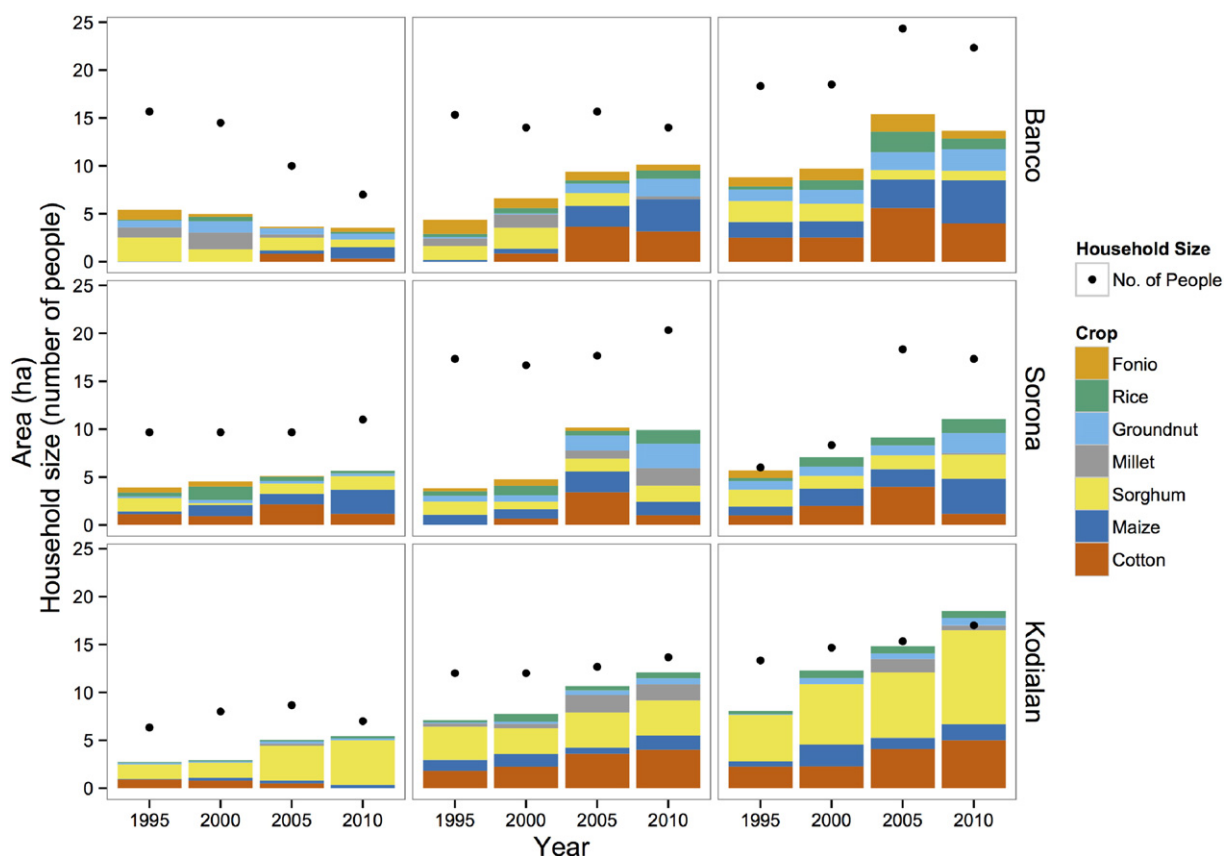 25
20
15
10
5
0
Banco
25
20
15
10
5
0
Sorona
25
20
15
10
5
0
Kodialan
Area (ha)
Household size (number of people)
1995 2000 2005 2010
1995 2000 2005 2010
1995 2000 2005 2010
Year
Household Size
No. of People
Crop
Fonio
Rice
Groundnut
Millet
Sorghum
Maize
Cotton